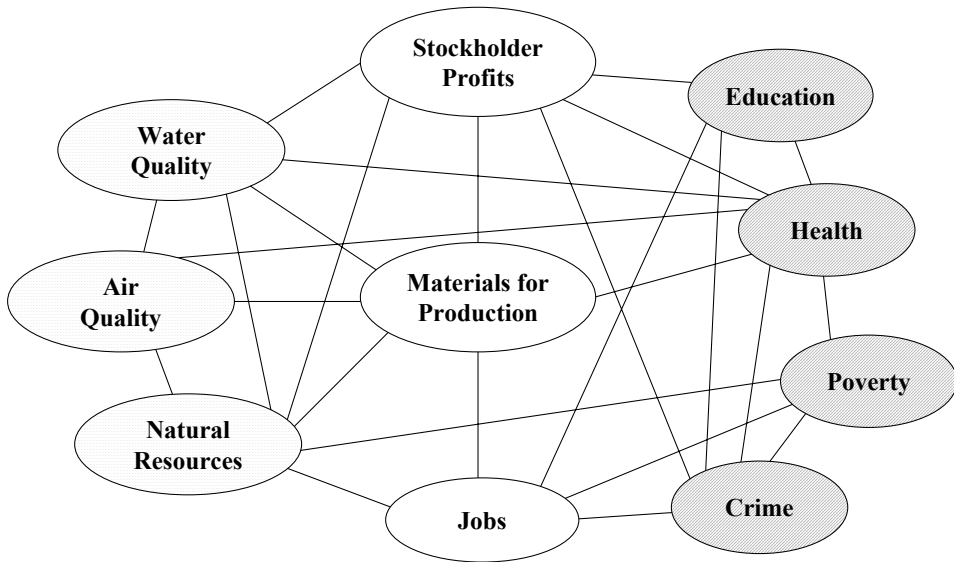 Stockholder
Profits
Education
Water
Quality
Health
Air
Quality
Materials for
Production
Poverty
Natural
Resources
Jobs
Crime